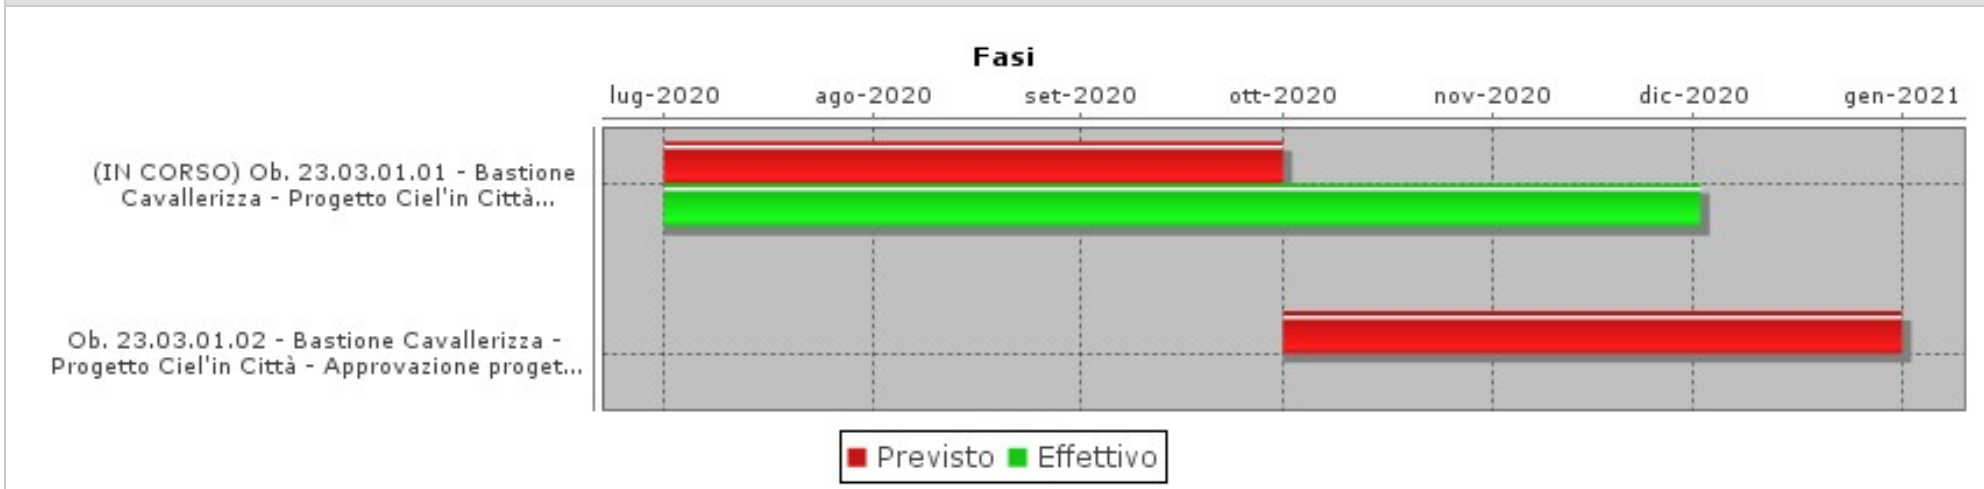 Fasi
lug-2020 ago-2020 set-2020 ott-2020 nov-2020 dic-2020 gen-2021
(IN CORSO) Ob. 23.03.01.01 - Bastione
Cavallerizza - Progetto Ciel'in Città...
Ob. 23.03.01.02 - Bastione Cavallerizza -
Progetto Ciel'in Città - Approvazione proget...
Previsto Effettivo